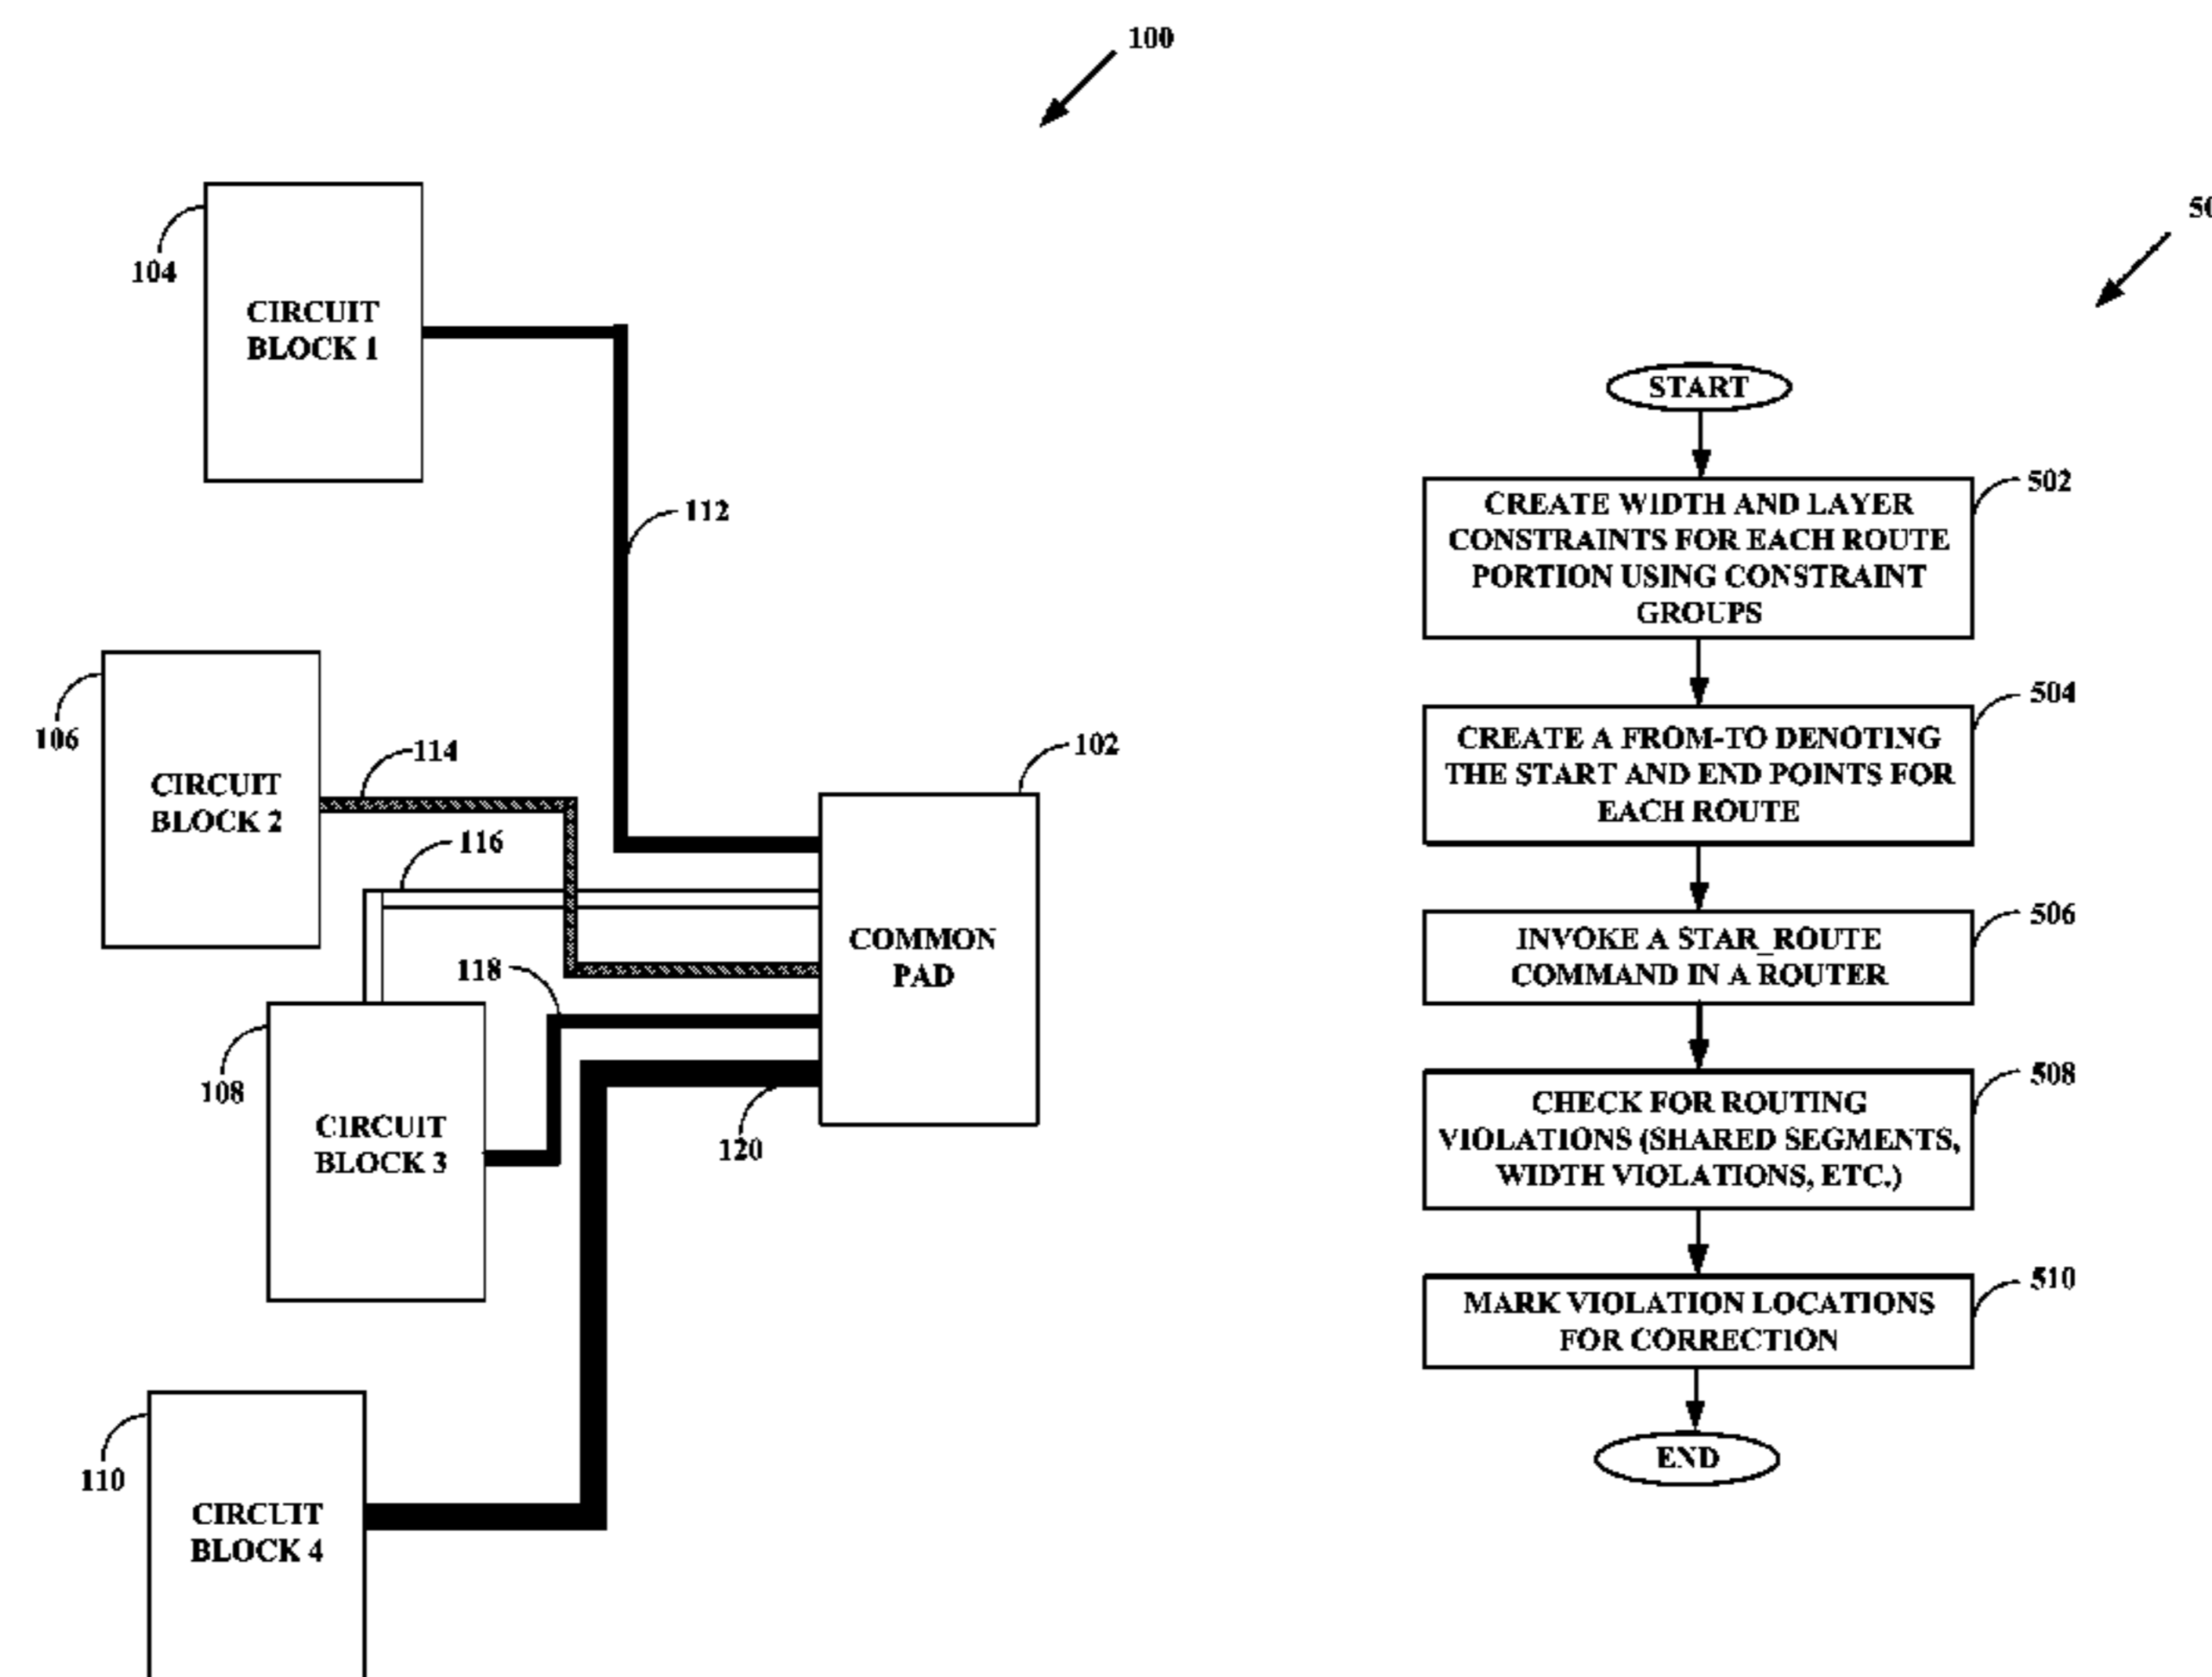 100
104
CIRCUIT
BLOCK 1
112
106
CIRCUIT
BLOCK 2
114
116
102
COMMON
PAD
118
108
CIRCUIT
BLOCK 3
120
110
CIRCUIT
BLOCK 4
50
START
502
CREATE WIDTH AND LAYER
CONSTRAINTS FOR EACH ROUTE
PORTION USING CONSTRAINT
GROUPS
504
CREATE A FROM-TO DENOTING
THE START AND END POINTS FOR
EACH ROUTE
506
INVOKE A STAR_ROUTE
COMMAND IN A ROUTER
508
CHECK FOR ROUTING
VIOLATIONS (SHARED SEGMENTS,
WIDTH VIOLATIONS, ETC.)
510
MARK VIOLATION LOCATIONS
FOR CORRECTION
END